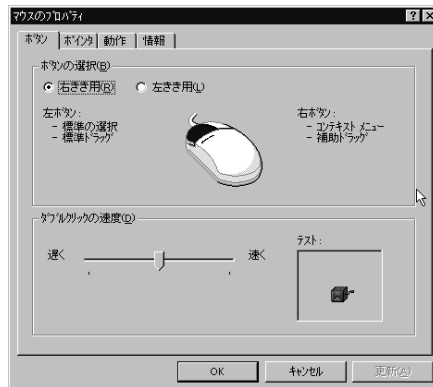 マウスのプロパティ
ボタン ポインタ 動作 情報
ボタンの選択(B)
右きき用(R) 左きき用(L)
左ボタン:
- 標準の選択
- 標準ドラッグ
右ボタン:
- コンテキスト メニュー
- 補助ドラッグ
ダブルクリックの速度(D)
遅く 速く
テスト:
OK キャンセル 更新(A)